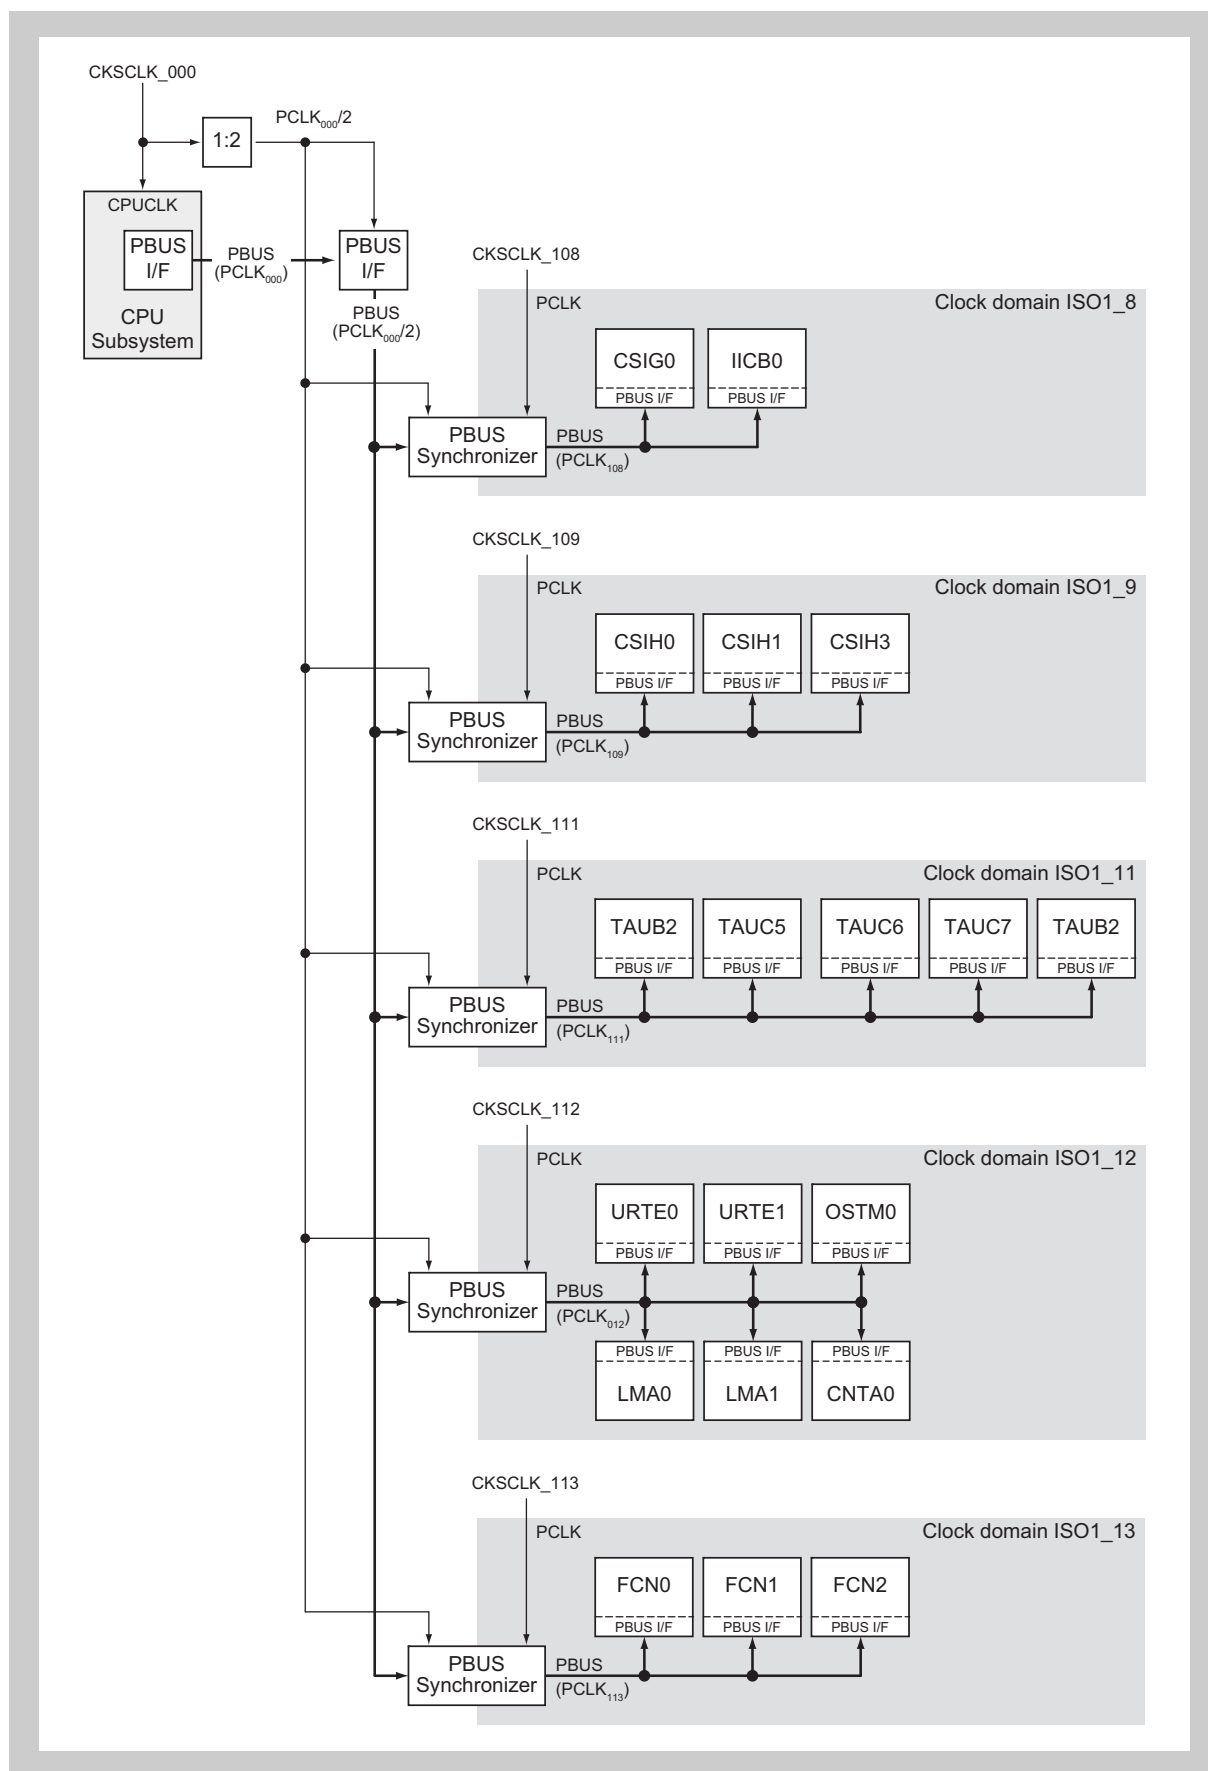 CKSCLK_000
PCLK000/2
1:2
CPUCLK
PBUS
I/F
CPU
Subsystem
PBUS
(PCLK000)
PBUS
I/F
PBUS
(PCLK000/2)
CKSCLK_108
PCLK
Clock domain ISO1_8
CSIG0
PBUS I/F
IICB0
PBUS I/F
PBUS
Synchronizer
PBUS
(PCLK108)
CKSCLK_109
PCLK
Clock domain ISO1_9
CSIH0
PBUS I/F
CSIH1
PBUS I/F
CSIH3
PBUS I/F
PBUS
Synchronizer
PBUS
(PCLK109)
CKSCLK_111
PCLK
Clock domain ISO1_11
TAUB2
PBUS I/F
TAUC5
PBUS I/F
TAUC6
PBUS I/F
TAUC7
PBUS I/F
TAUB2
PBUS I/F
PBUS
Synchronizer
PBUS
(PCLK111)
CKSCLK_112
PCLK
Clock domain ISO1_12
URTE0
PBUS I/F
URTE1
PBUS I/F
OSTM0
PBUS I/F
PBUS
Synchronizer
PBUS
(PCLK012)
PBUS I/F
LMA0
PBUS I/F
LMA1
PBUS I/F
CNTA0
CKSCLK_113
PCLK
Clock domain ISO1_13
FCN0
PBUS I/F
FCN1
PBUS I/F
FCN2
PBUS I/F
PBUS
Synchronizer
PBUS
(PCLK113)